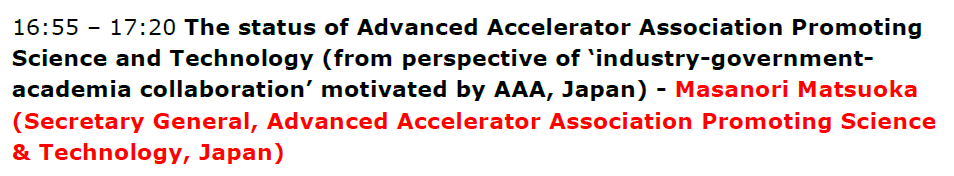 16:55 – 17:20 The status of Advanced Accelerator Association Promoting
Science and Technology (from perspective of ‘industry-government-
academia collaboration’ motivated by AAA, Japan) - Masanori Matsuoka
(Secretary General, Advanced Accelerator Association Promoting Science
& Technology, Japan)